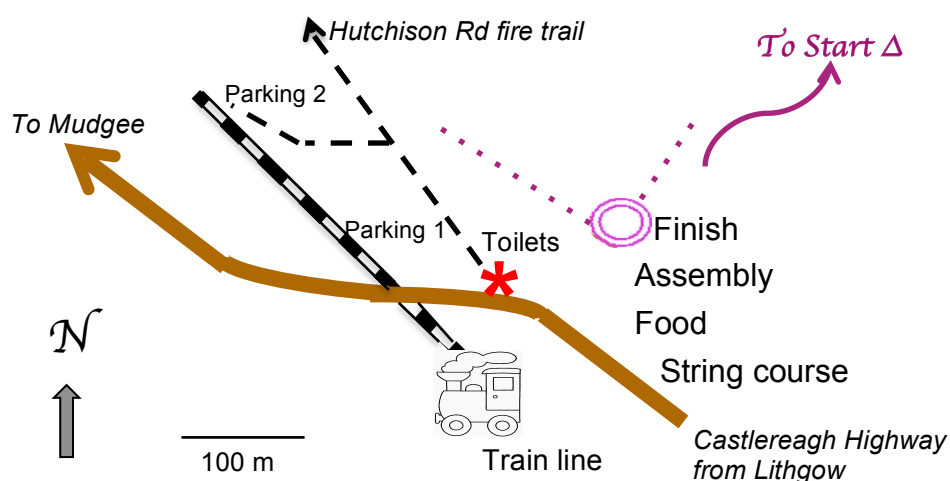 Hutchison Rd fire trail
To Start Δ
Parking 2
To Mudgee
Parking 1
Toilets
Finish
Assembly
Food
String course
N
100 m
Train line
Castlereagh Highway
from Lithgow